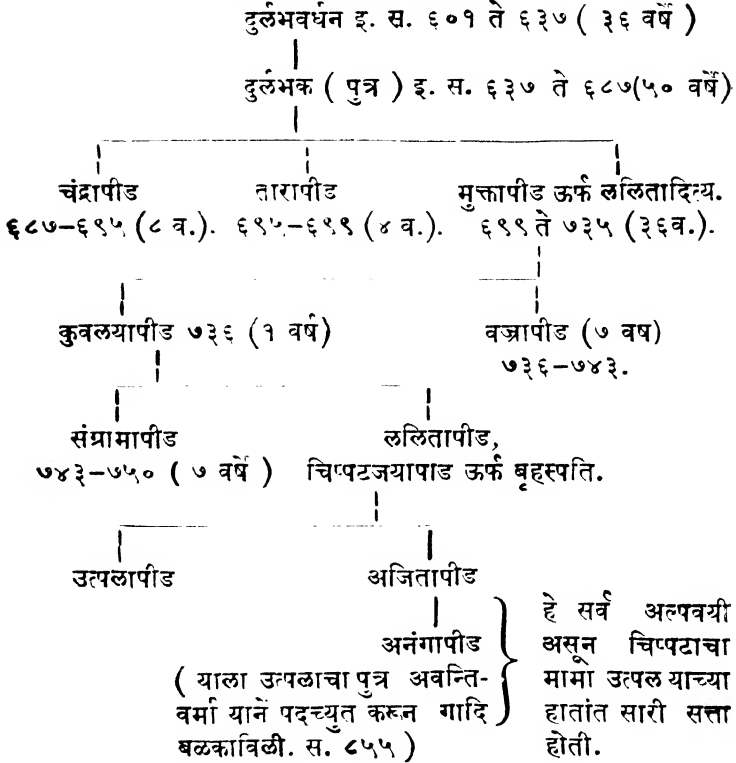 दुर्लभवर्धन इ. स. ६०१ ते ६३७ ( ३६ वर्षे )
दुर्लभक ( पुत्र ) इ. स. ६३७ ते ६८७(५० वर्षे)
चंद्रापीड तारापीड मुक्तापीड ऊर्फ ललितादित्य.
६८७–६९५ (८ व.). ६९५–६९९ (४ व.). ६९९ ते ७३५ (३६व.).
कुवलयापीड ७३६ (१ वर्ष) वज्रापीड (७ वष)
७३६–७४३.
संग्रामापीड ललितापीड,
७४३–७५० ( ७ वर्षे ) चिप्पटजयापाड ऊर्फ बृहस्पति.
उत्पलापीड अजितापीड
अनंगापीड
( याला उत्पलाचा पुत्र अवन्ति-
वर्मा यानें पदच्युत करून गादि
बळकाविली. स. ८५५ )
हे सर्व अल्पवयी
असून चिप्पटाचा
मामा उत्पल याच्या
हातांत सारी सत्ता
होती.